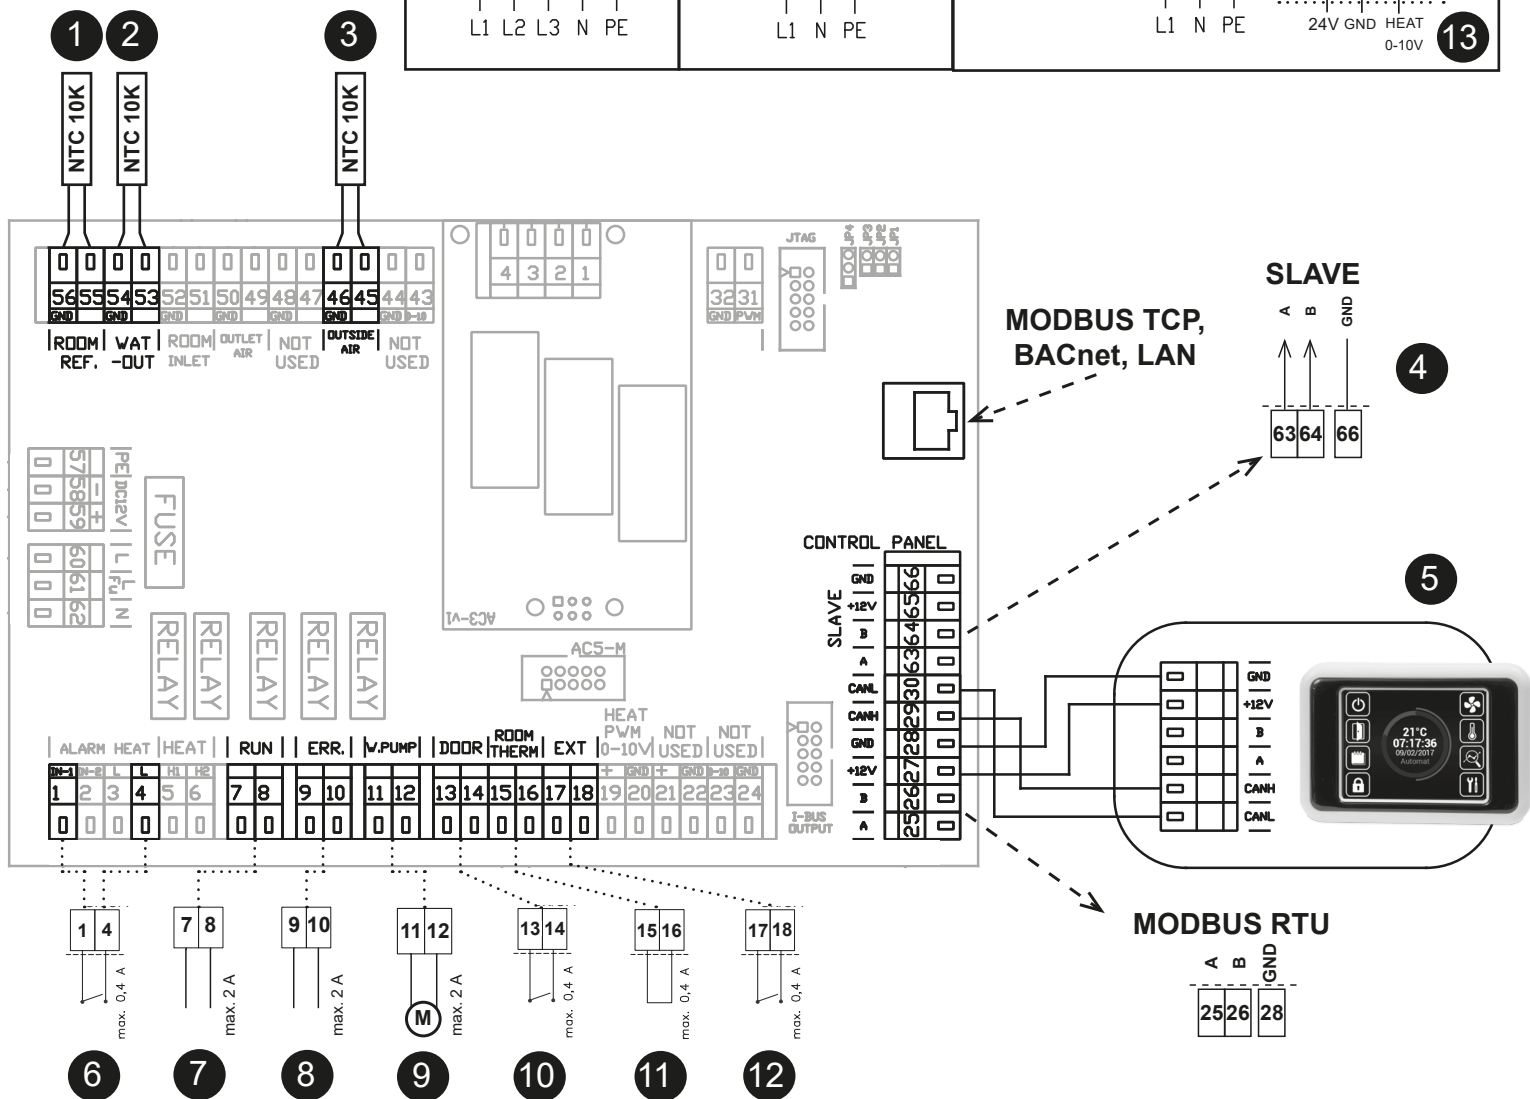 L1 L2 L3 N PE
L1 N PE
L1 N PE
24V GND HEAT
0-10V
13
1 2 3
NTC 10K NTC 10K NTC 10K
56 55 54 53 52 51 50 49 48 47 46 45 44 43
GND GND GND GND GND GND GND 0-10
ROOM REF.
WAT -OUT
ROOM INLET
OUTLET AIR
NOT USED
OUTSIDE AIR
NOT USED
4 3 2 1
32 31
GND PWM
JTAG
JP4 JP3 JP2 JP1
MODBUS TCP,
BACnet, LAN
SLAVE
A B GND
63 64 66
4
57 58 59
PE - +
DC12V
60 61 62
L L FU N
FUSE
RELAY RELAY RELAY RELAY RELAY
AC3-v1
AC5-M
CONTROL PANEL
SLAVE
GND 66
+12V 65
B 64
A 63
CANL 30
CANH 29
GND 28
+12V 27
B 26
A 25
5
GND
+12V
B
A
CANH
CANL
21°C
07:17:36
09/02/2017
Automat
ALARM HEAT HEAT RUN ERR. W.PUMP DOOR
ROOM THERM
EXT
HEAT PWM 0-10V
NOT USED
NOT USED
IN-1 IN-2 L L H1 H2 + GND + GND 0-10 GND
1 2 3 4 5 6 7 8 9 10 11 12 13 14 15 16 17 18 19 20 21 22 23 24
I-BUS
OUTPUT
1 4
max. 0,4 A
7 8
max. 2 A
9 10
max. 2 A
11 12
M
max. 2 A
13 14
max. 0,4 A
15 16
max. 0,4 A
17 18
max. 0,4 A
MODBUS RTU
A B GND
25 26 28
6 7 8 9 10 11 12